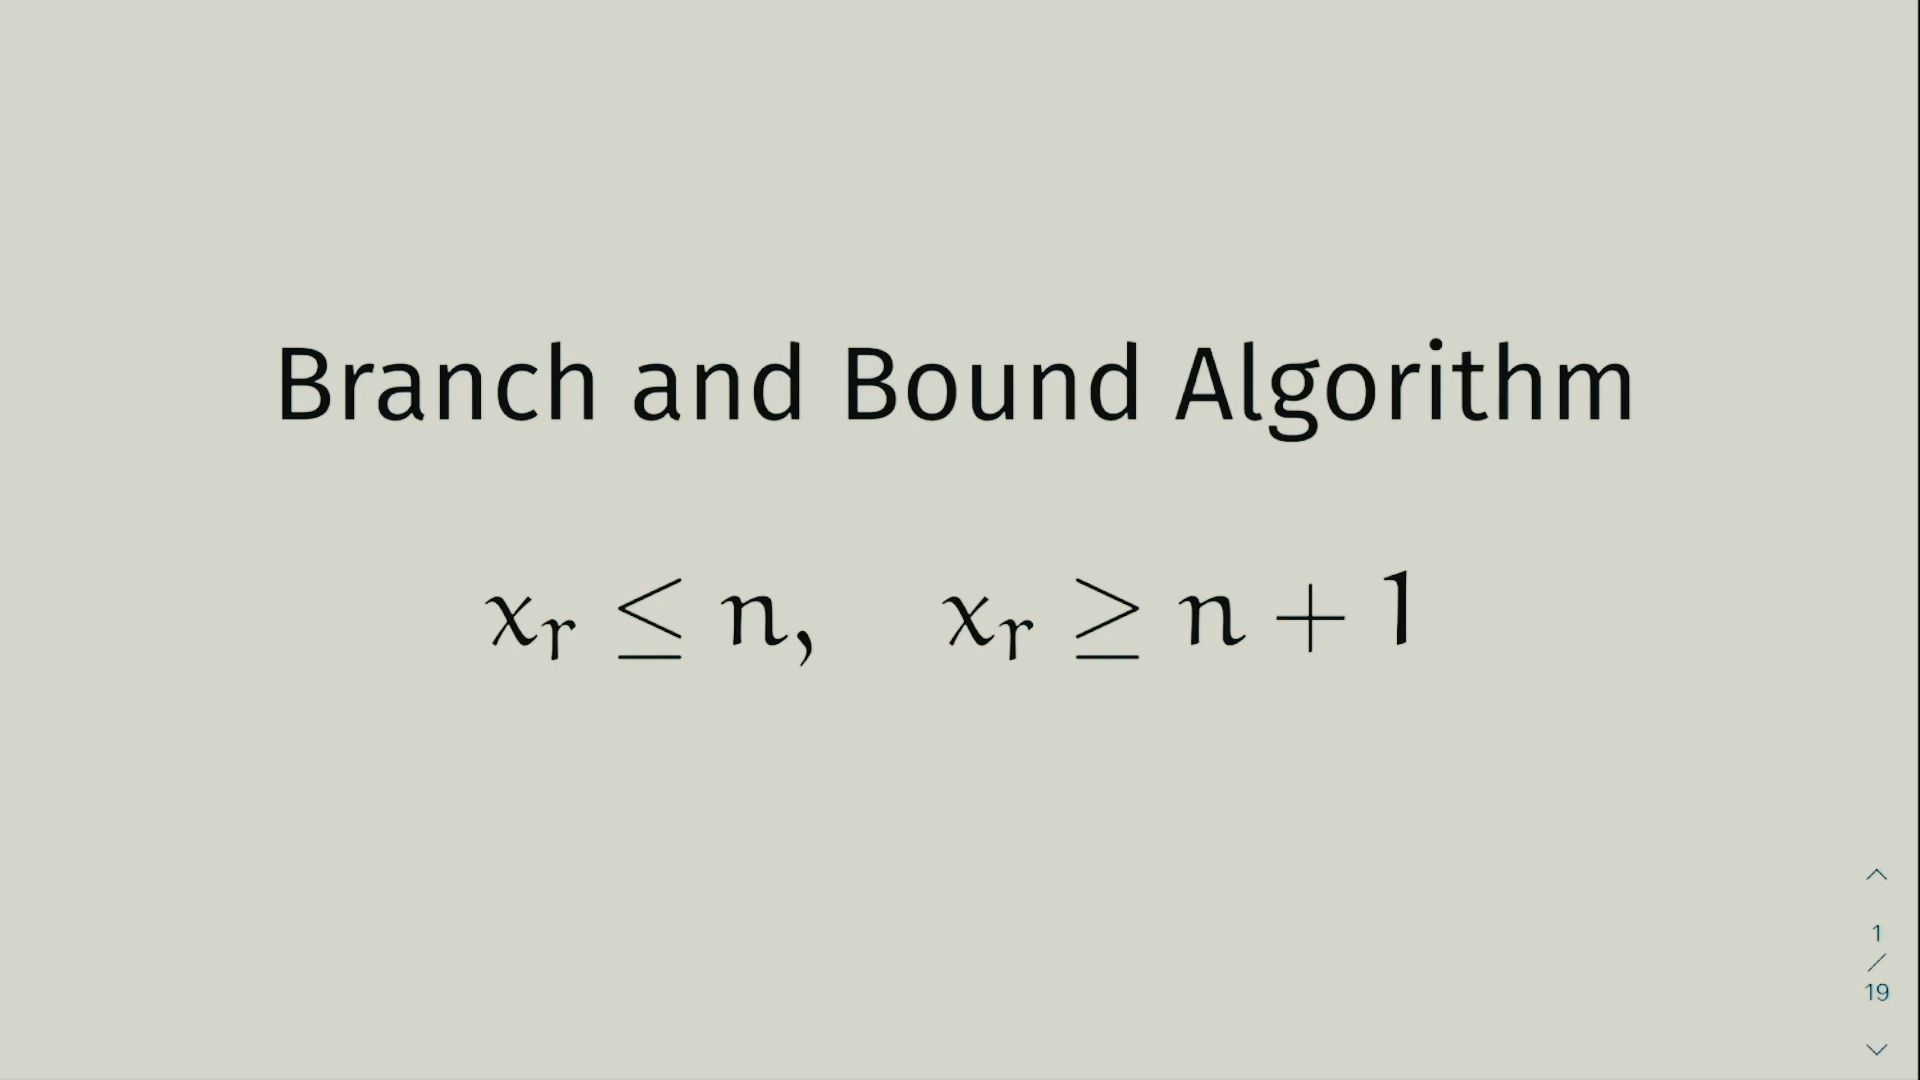 Branch and Bound Algorithm
xᵣ ≤ n, xᵣ ≥ n + 1
1
/
19